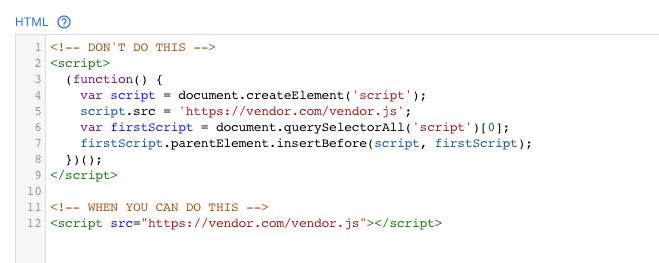 HTML ?
1 <!-- DON'T DO THIS -->
2 <script>
3 (function() {
4 var script = document.createElement('script');
5 script.src = 'https://vendor.com/vendor.js';
6 var firstScript = document.querySelectorAll('script')[0];
7 firstScript.parentElement.insertBefore(script, firstScript);
8 })();
9 </script>
10
11 <!-- WHEN YOU CAN DO THIS -->
12 <script src="https://vendor.com/vendor.js"></script>